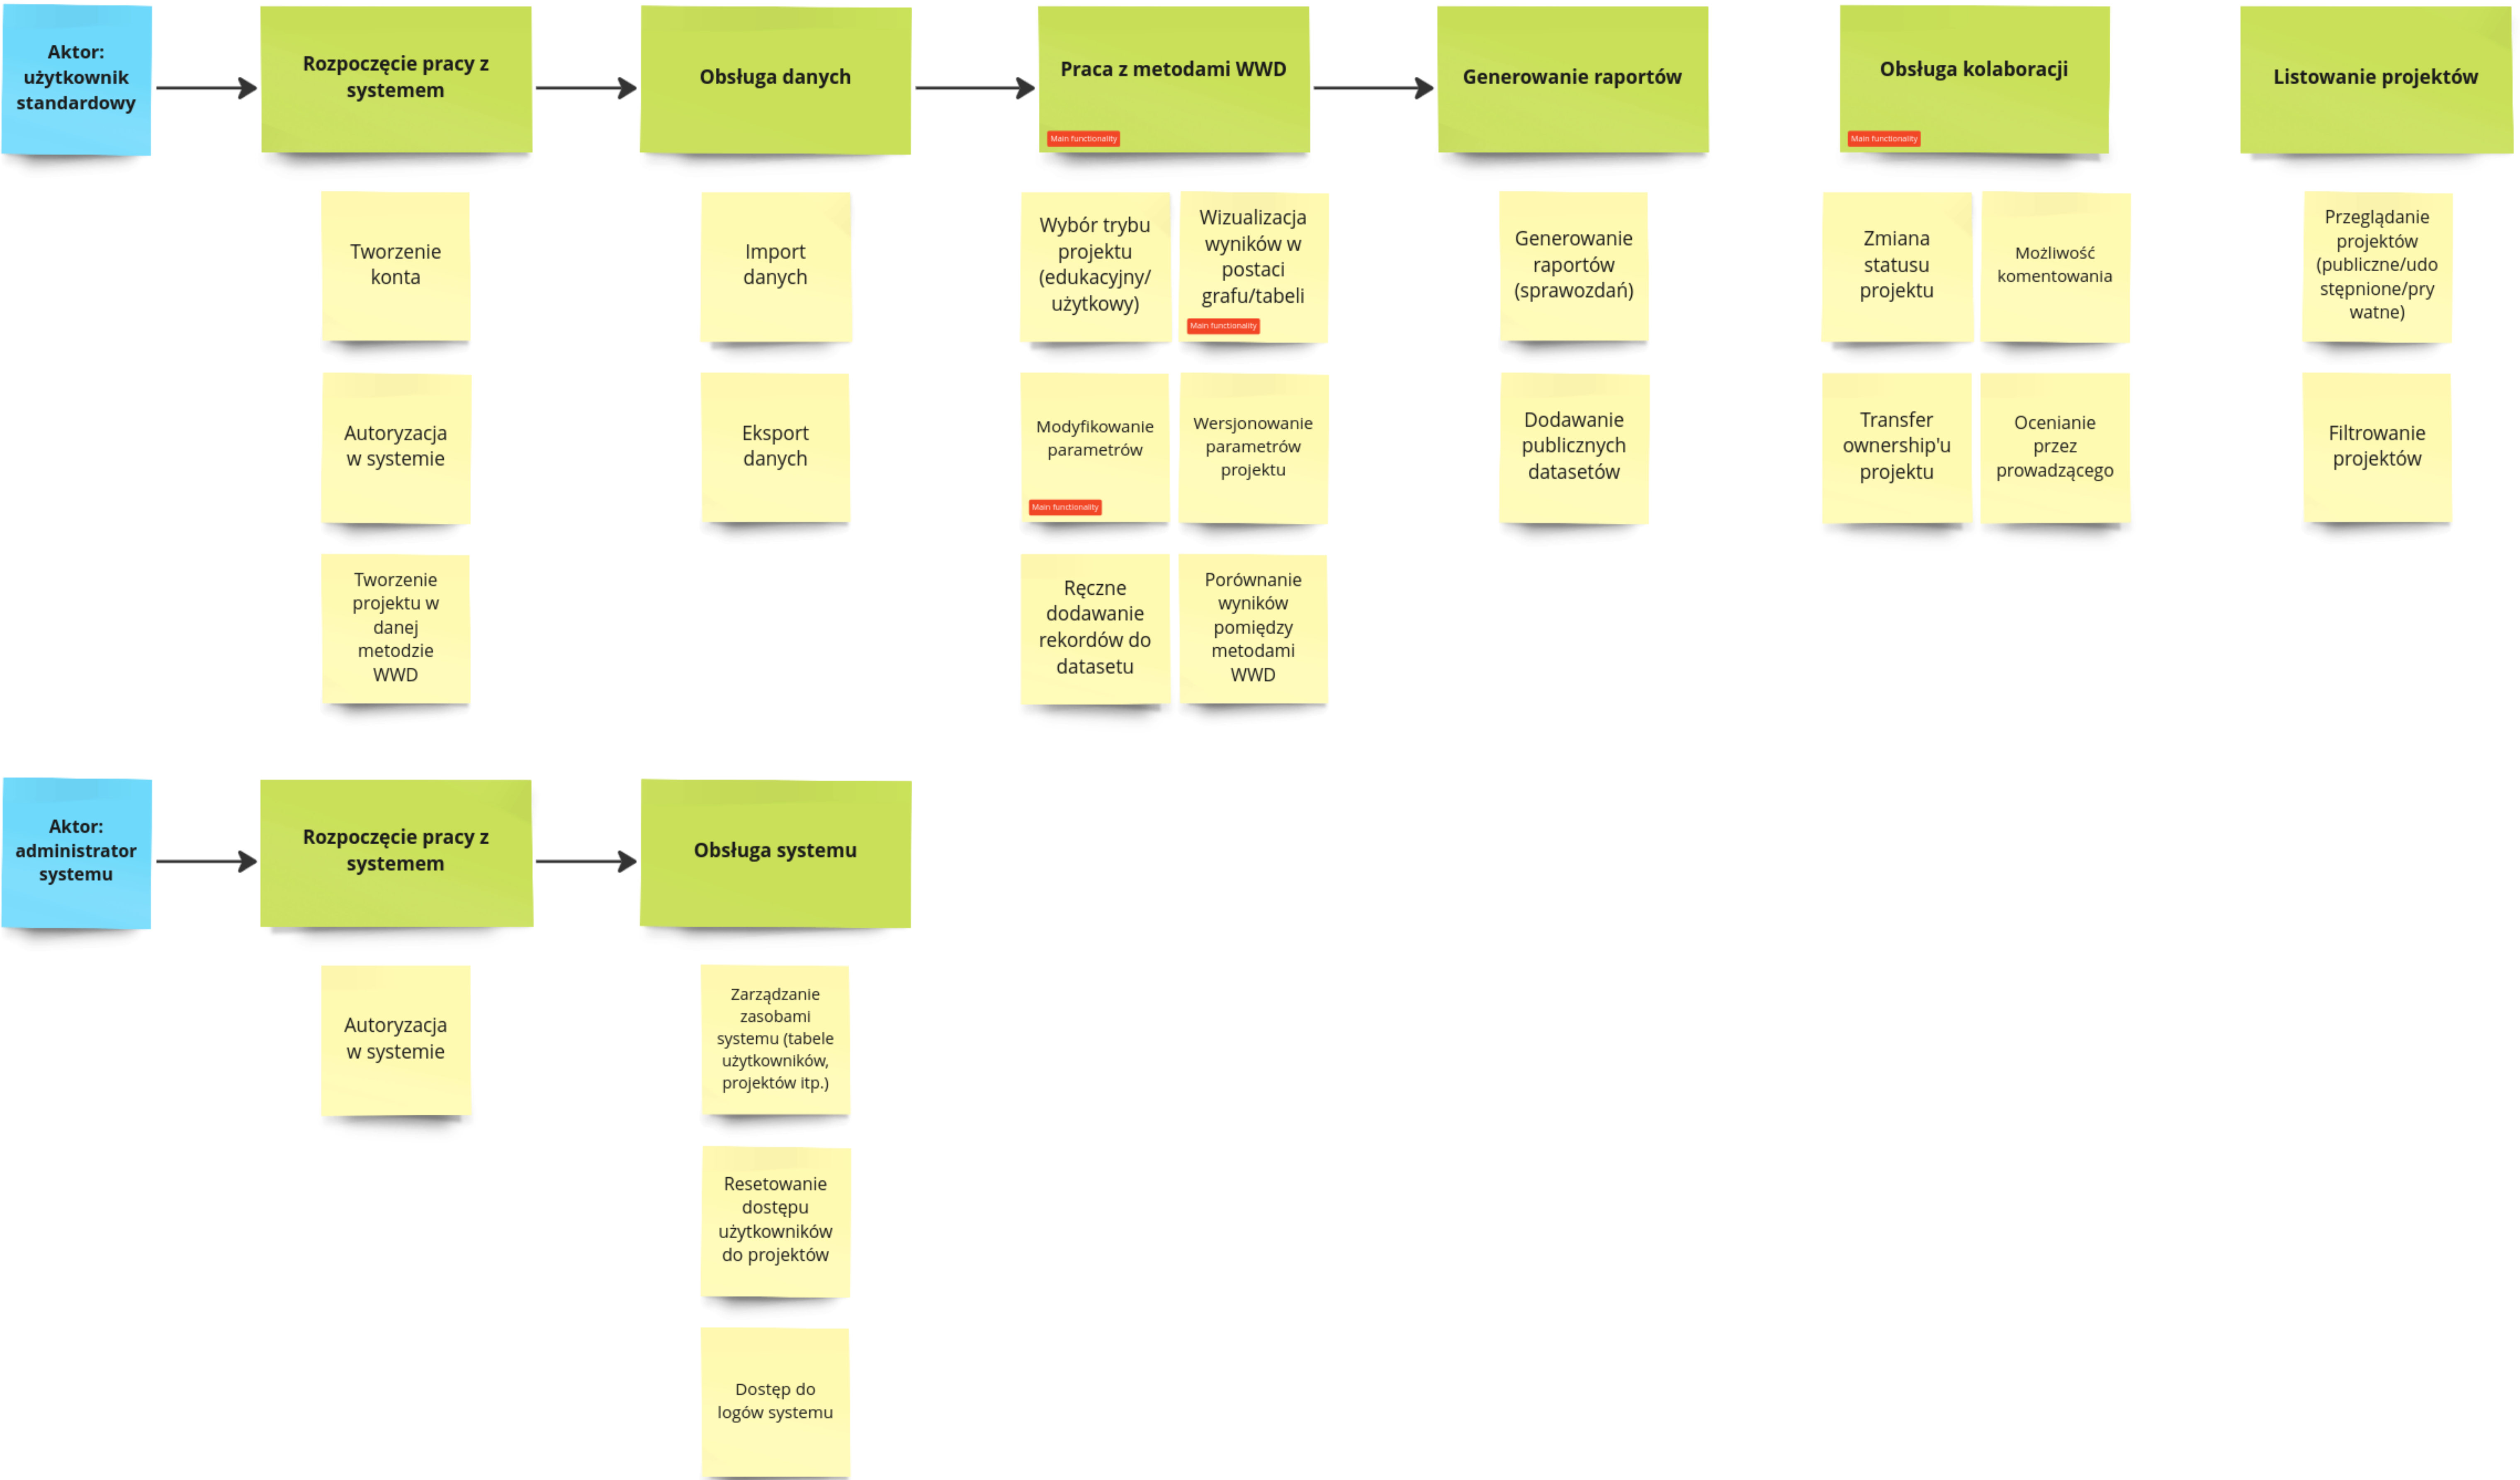 Aktor:
użytkownik
standardowy
Rozpoczęcie pracy z
systemem
Obsługa danych
Praca z metodami WWD
Main functionality
Generowanie raportów
Obsługa kolaboracji
Main functionality
Listowanie projektów
Tworzenie
konta
Autoryzacja
w systemie
Tworzenie
projektu w
danej
metodzie
WWD
Import
danych
Eksport
danych
Wybór trybu
projektu
(edukacyjny/
użytkowy)
Wizualizacja
wyników w
postaci
grafu/tabeli
Main functionality
Modyfikowanie
parametrów
Main functionality
Wersjonowanie
parametrów
projektu
Ręczne
dodawanie
rekordów do
datasetu
Porównanie
wyników
pomiędzy
metodami
WWD
Generowanie
raportów
(sprawozdań)
Dodawanie
publicznych
datasetów
Zmiana
statusu
projektu
Możliwość
komentowania
Transfer
ownership'u
projektu
Ocenianie
przez
prowadzącego
Przeglądanie
projektów
(publiczne/udo
stępnione/pry
watne)
Filtrowanie
projektów
Aktor:
administrator
systemu
Rozpoczęcie pracy z
systemem
Obsługa systemu
Autoryzacja
w systemie
Zarządzanie
zasobami
systemu (tabele
użytkowników,
projektów itp.)
Resetowanie
dostępu
użytkowników
do projektów
Dostęp do
logów systemu